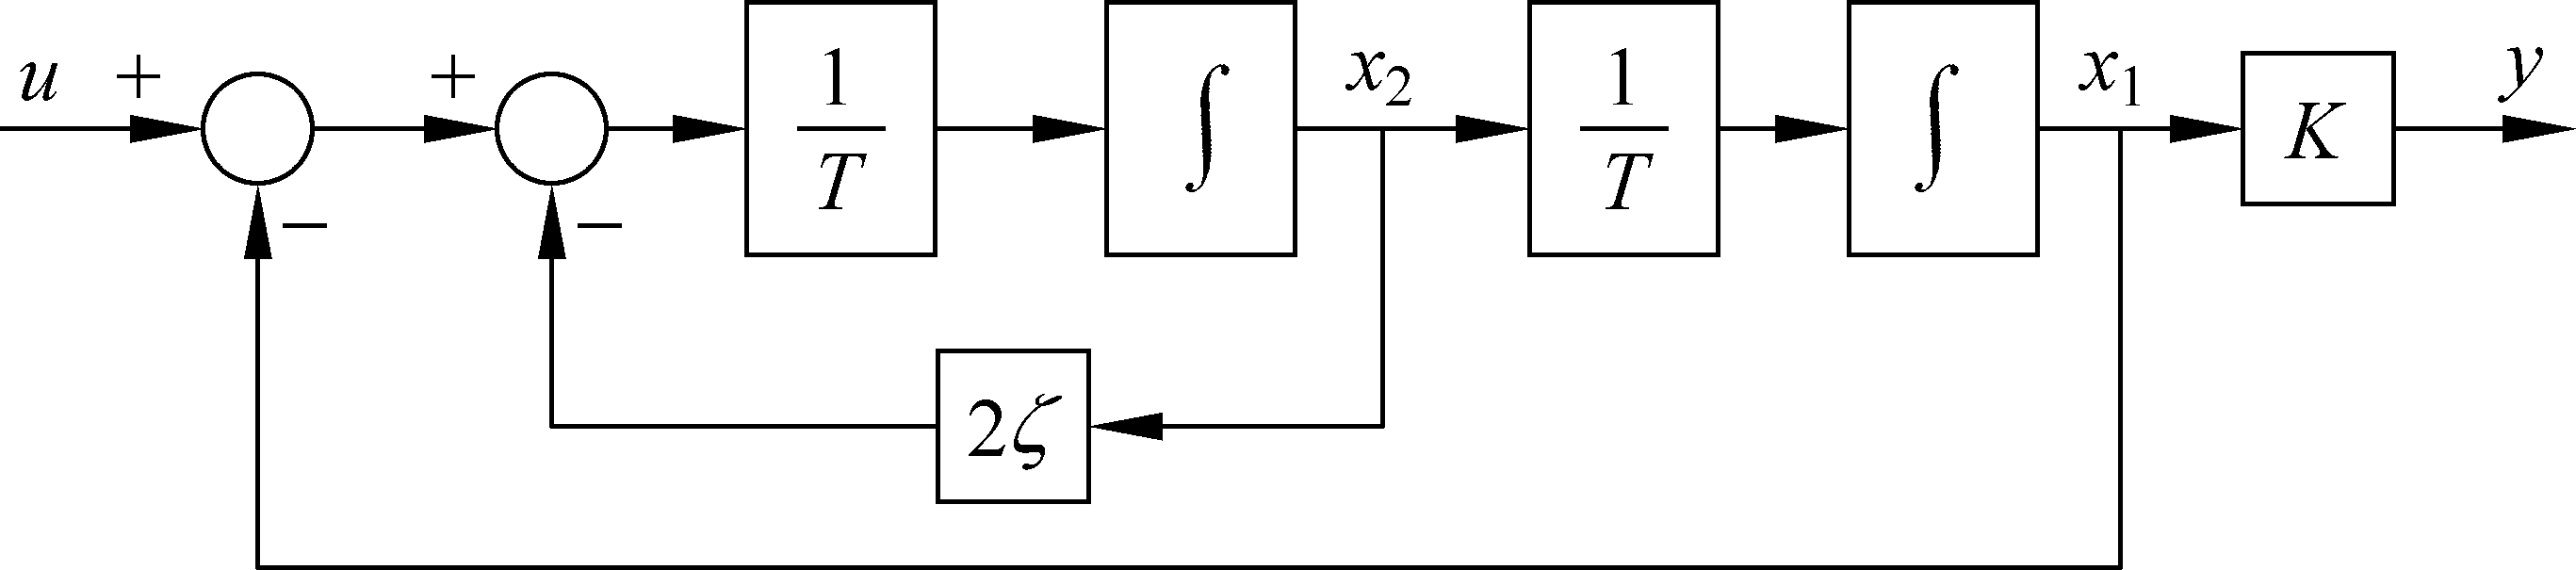 u + + 1/T ∫ x₂ 1/T ∫ x₁ K y
− −
2ζ